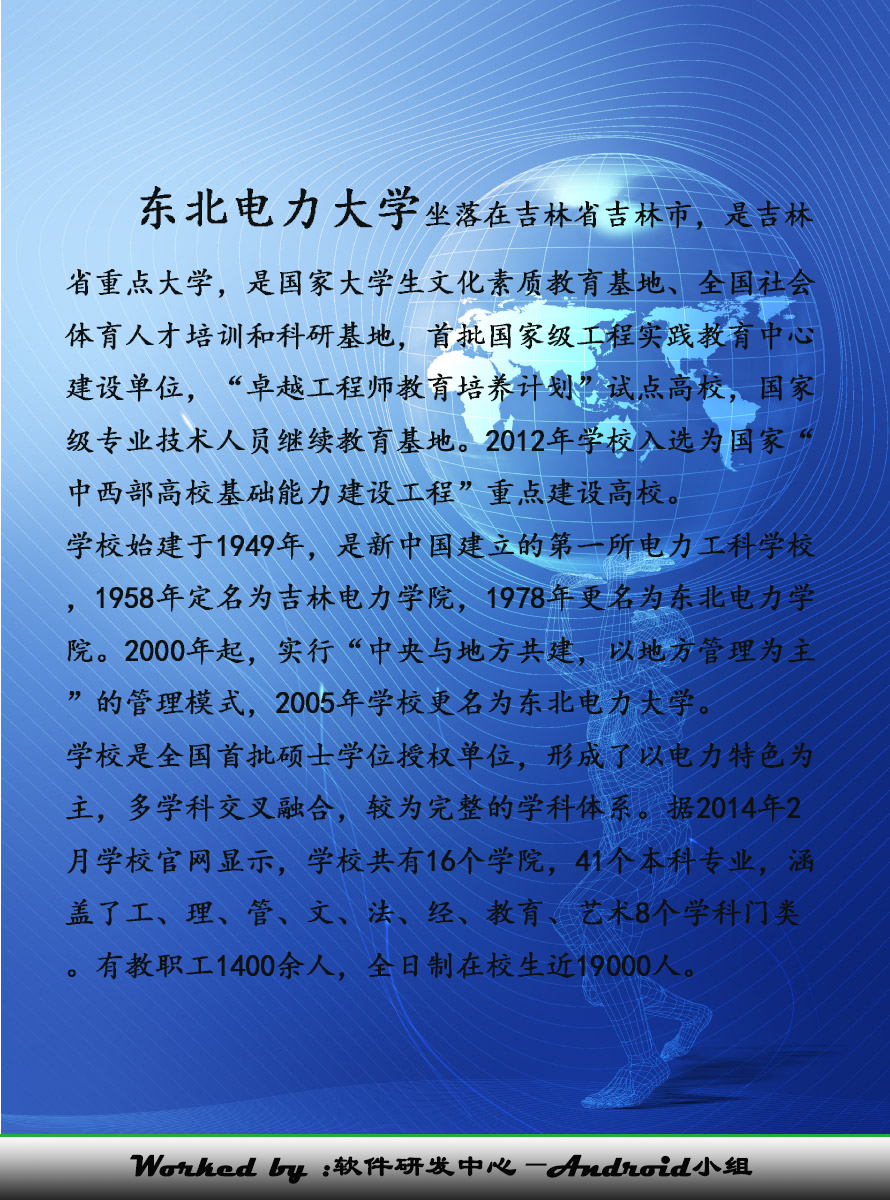 东北电力大学坐落在吉林省吉林市，是吉林
省重点大学，是国家大学生文化素质教育基地、全国社会
体育人才培训和科研基地，首批国家级工程实践教育中心
建设单位，“卓越工程师教育培养计划”试点高校，国家
级专业技术人员继续教育基地。2012年学校入选为国家“
中西部高校基础能力建设工程”重点建设高校。
学校始建于1949年，是新中国建立的第一所电力工科学校
，1958年定名为吉林电力学院，1978年更名为东北电力学
院。2000年起，实行“中央与地方共建，以地方管理为主
”的管理模式，2005年学校更名为东北电力大学。
学校是全国首批硕士学位授权单位，形成了以电力特色为
主，多学科交叉融合，较为完整的学科体系。据2014年2
月学校官网显示，学校共有16个学院，41个本科专业，涵
盖了工、理、管、文、法、经、教育、艺术8个学科门类
。有教职工1400余人，全日制在校生近19000人。
Worked by :软件研发中心－Android小组